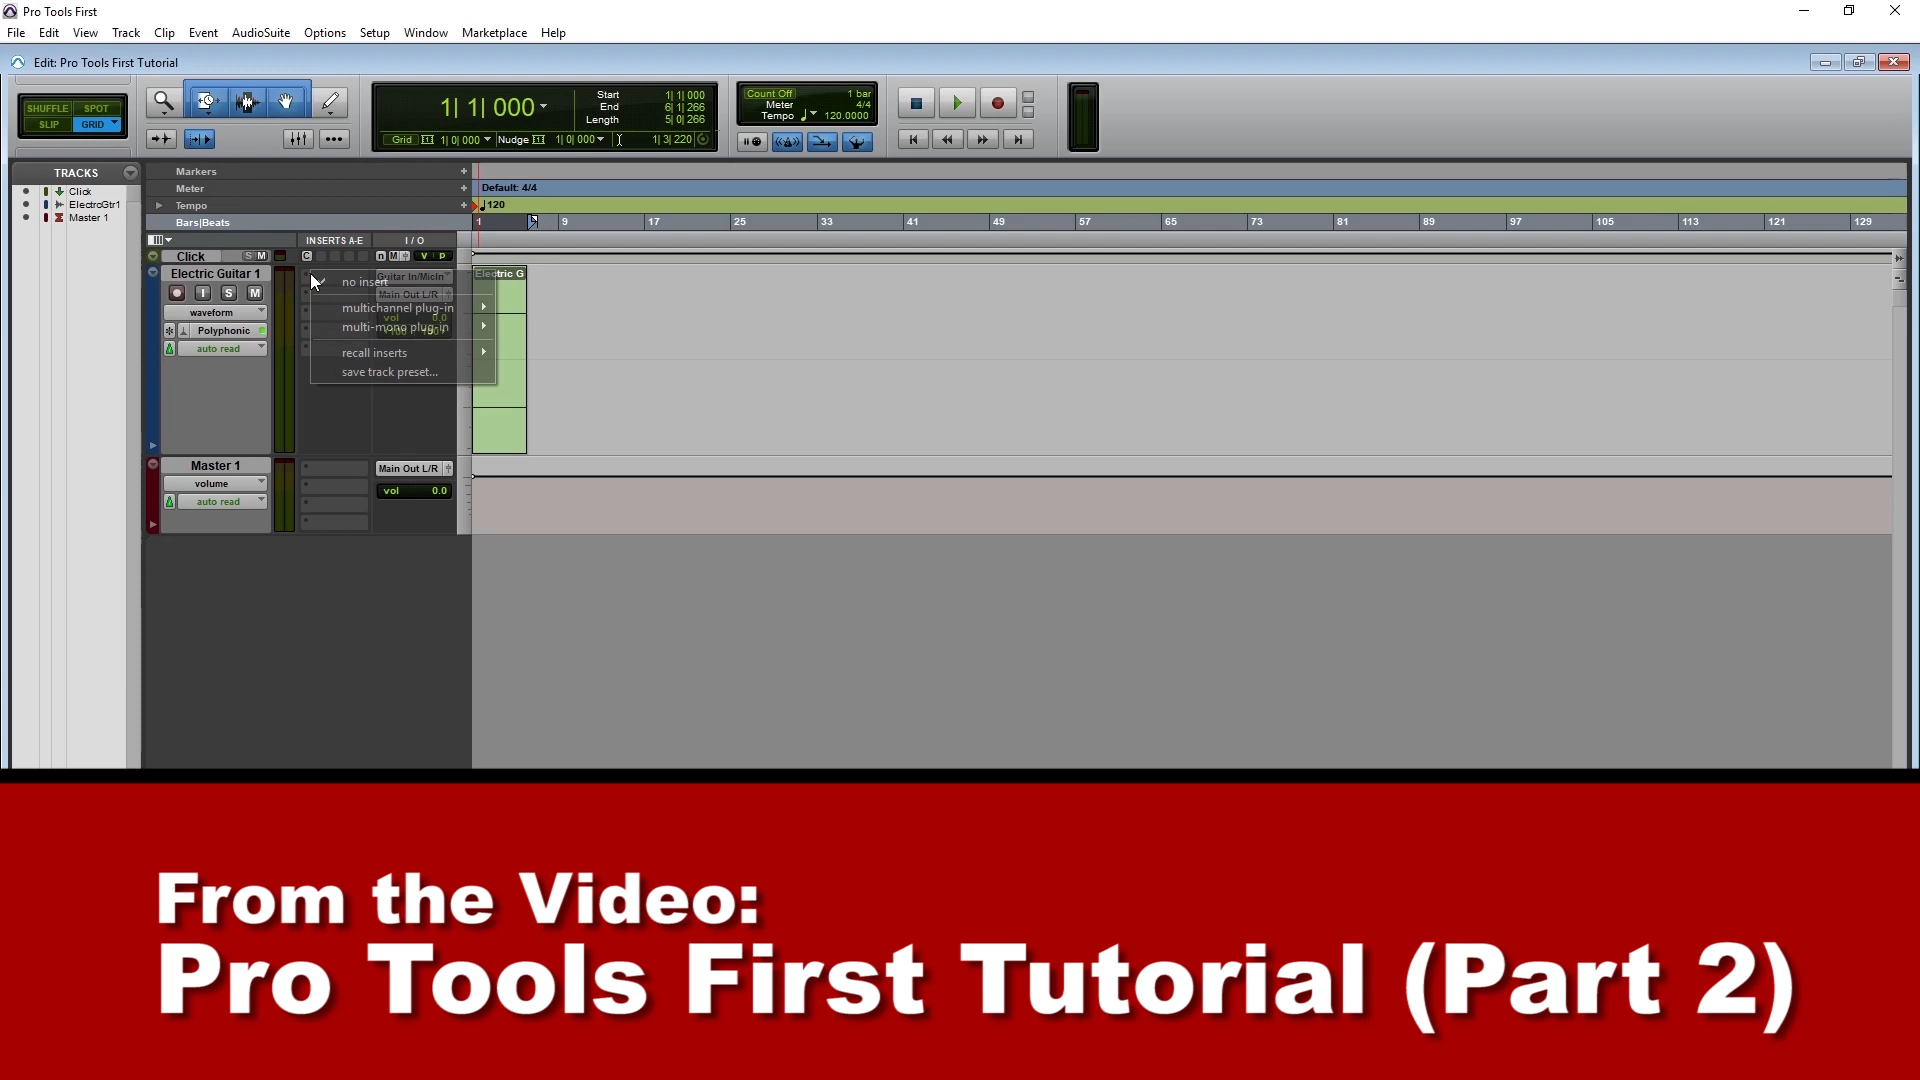 Pro Tools First
File Edit View Track Clip Event AudioSuite Options Setup Window Marketplace Help
Edit: Pro Tools First Tutorial
SHUFFLE SPOT
SLIP GRID
1| 1| 000
Start 1| 1| 000
End 6| 1| 266
Length 5| 0| 266
Grid 1| 0| 000 Nudge 1| 0| 000 1| 3| 220
Count Off 1 bar
Meter 4/4
Tempo 120.0000
TRACKS
Click
ElectrcGtr1
Master 1
Markers
Meter Default: 4/4
Tempo 120
Bars|Beats 1 9 17 25 33 41 49 57 65 73 81 89 97 105 113 121 129
INSERTS A-E I / O
Click S M C n M v p
Electric Guitar 1
I S M
waveform
Polyphonic
auto read
Guitar In/MicIn
Main Out L/R
vol 0.0
no insert
multichannel plug-in
multi-mono plug-in
recall inserts
save track preset...
Electric G
Master 1
volume
auto read
Main Out L/R
vol 0.0
From the Video:
Pro Tools First Tutorial (Part 2)